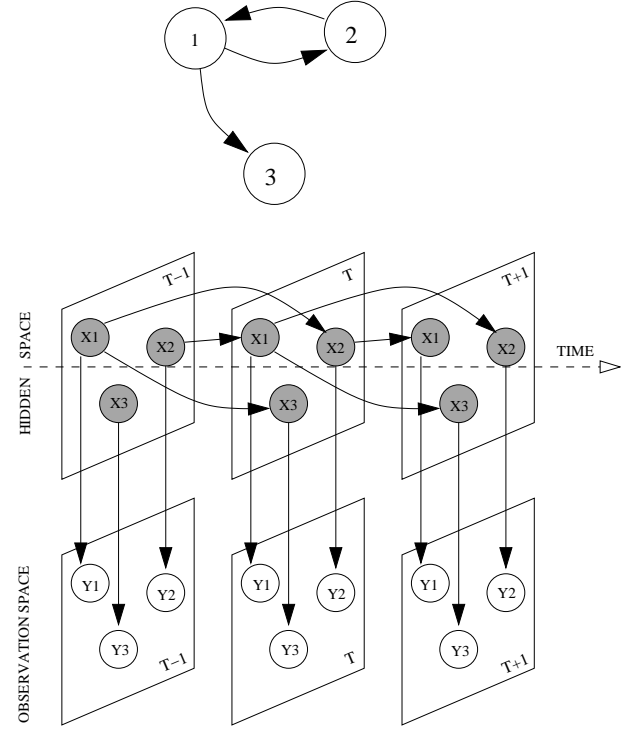 1
2
3
T−1
T
T+1
X1
X2
X1
X2
X1
X2
TIME
X3
X3
X3
HIDDEN SPACE
Y1
Y2
Y1
Y2
Y1
Y2
Y3
Y3
Y3
T−1
T
T+1
OBSERVATION SPACE